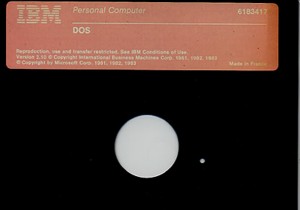 IBM Personal Computer 6183417
DOS
Reproduction, use and transfer restricted. See IBM Conditions of Use.
Version 2.10 © Copyright International Business Machines Corp. 1981, 1982, 1983
© Copyright by Microsoft Corp. 1981, 1982, 1983
Made in France